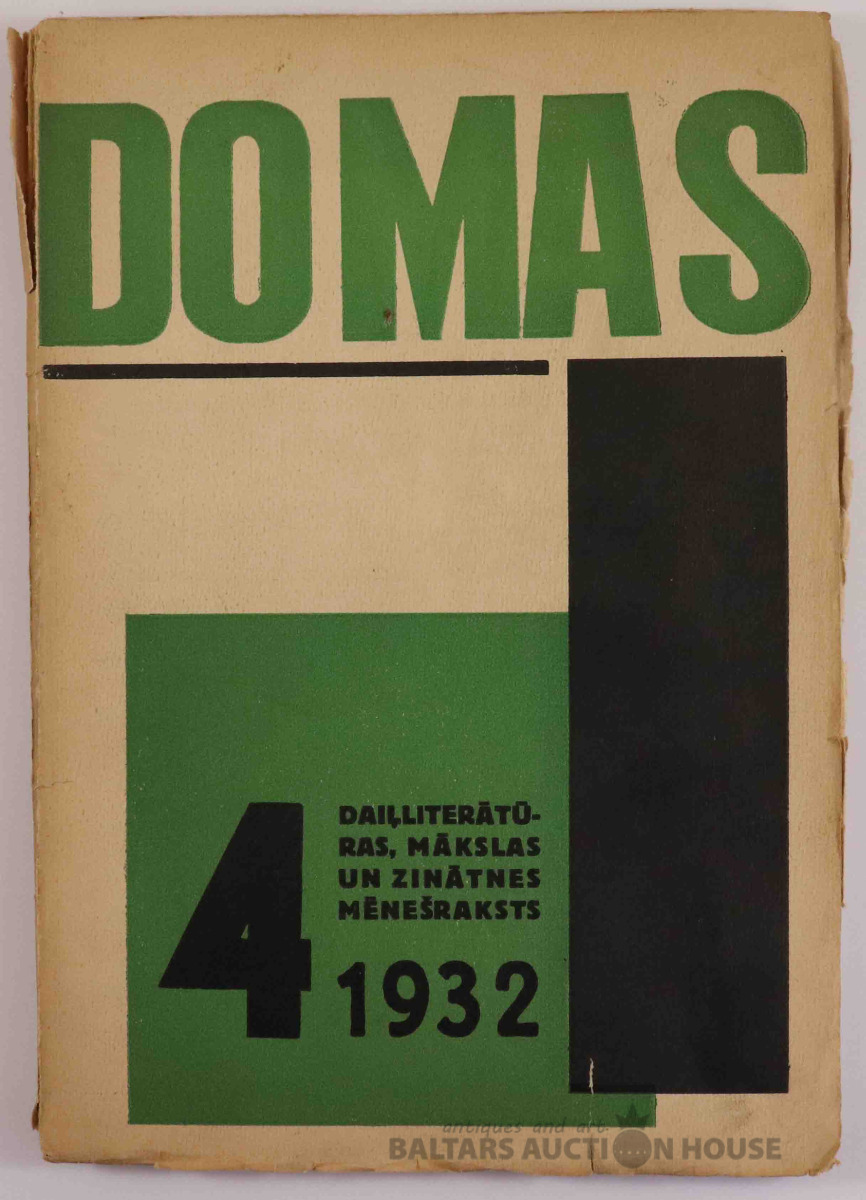 DOMAS
4
DAIĻLITERĀTŪ-
RAS, MĀKSLAS
UN ZINĀTNES
MĒNEŠRAKSTS
1932
antiques and art
BALTARS AUCTION HOUSE